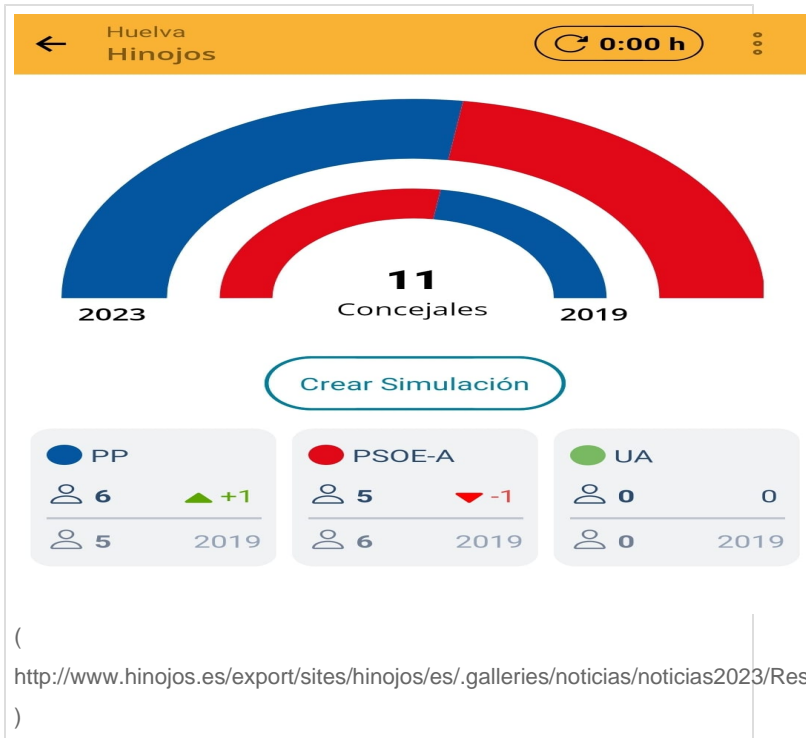 Huelva
Hinojos
0:00 h
11
Concejales
2023
2019
Crear Simulación
PP
6 +1
5 2019
PSOE-A
5 -1
6 2019
UA
0 0
0 2019
(
http://www.hinojos.es/export/sites/hinojos/es/.galleries/noticias/noticias2023/Res
)